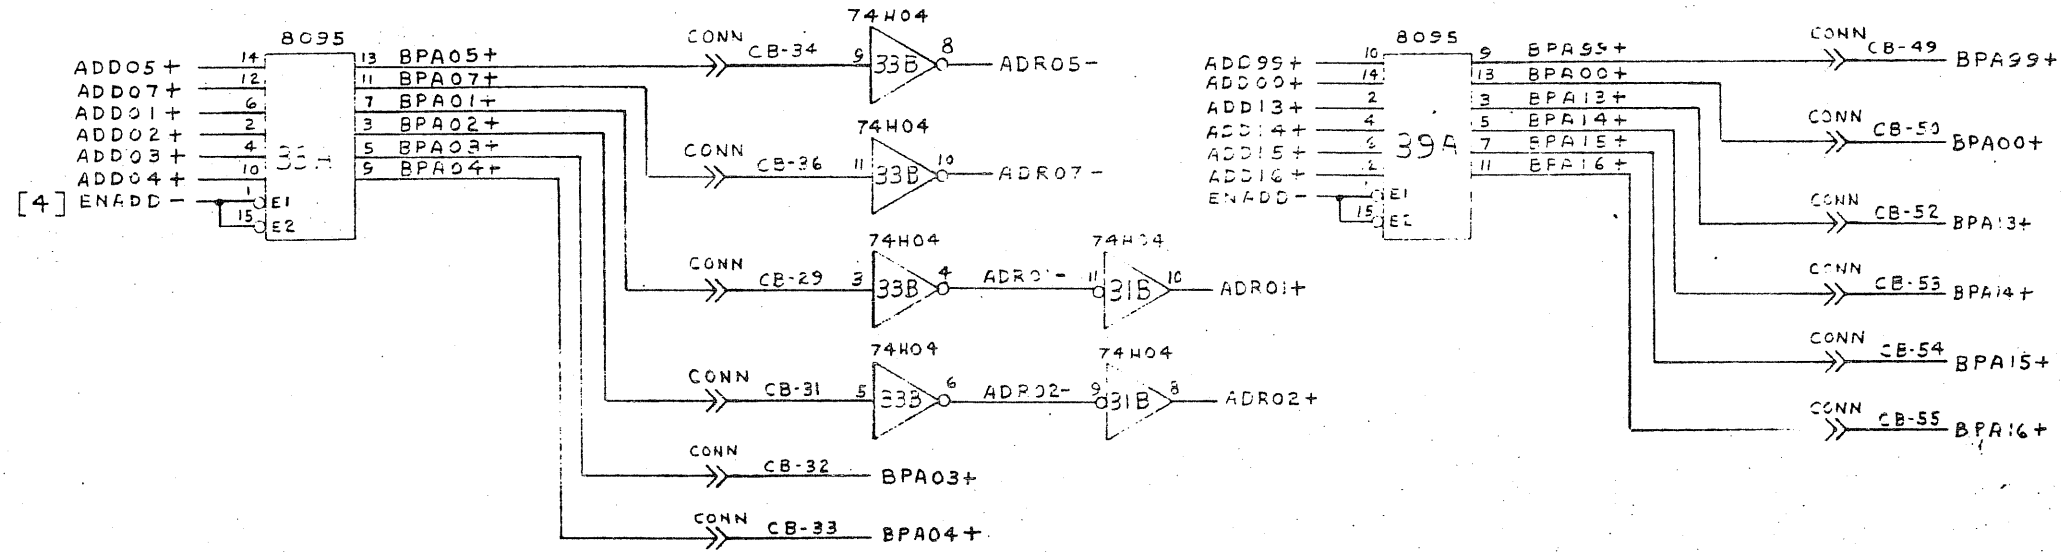 8095
ADD05+ 14 13 BPA05+
ADD07+ 12 11 BPA07+
ADD01+ 6 7 BPA01+
ADD02+ 2 3 BPA02+
ADD03+ 4 5 BPA03+
ADD04+ 10 9 BPA04+
[4] ENADD- 1 E1
15 E2
CONN CB-34 9 74H04 33B 8 ADR05-
CONN CB-36 11 74H04 33B 10 ADR07-
CONN CB-29 3 74H04 33B 4 11 31B 10 ADR01+
CONN CB-31 5 74H04 33B 6 ADR02- 9 74H04 31B 8 ADR02+
CONN CB-32 BPA03+
CONN CB-33 BPA04+
8095
39A
ADD99+ 10 9 BPA99+
ADD00+ 14 13 BPA00+
ADD13+ 2 3 BPA13+
ADD14+ 4 5 BPA14+
ADD15+ 7 BPA15+
ADD16+ 11 BPA16+
ENADD- E1
15 E2
CONN CB-49 BPA99+
CONN CB-50 BPA00+
CONN CB-52 BPA13+
CONN CB-53 BPA14+
CONN CB-54 BPA15+
CONN CB-55 BPA16+